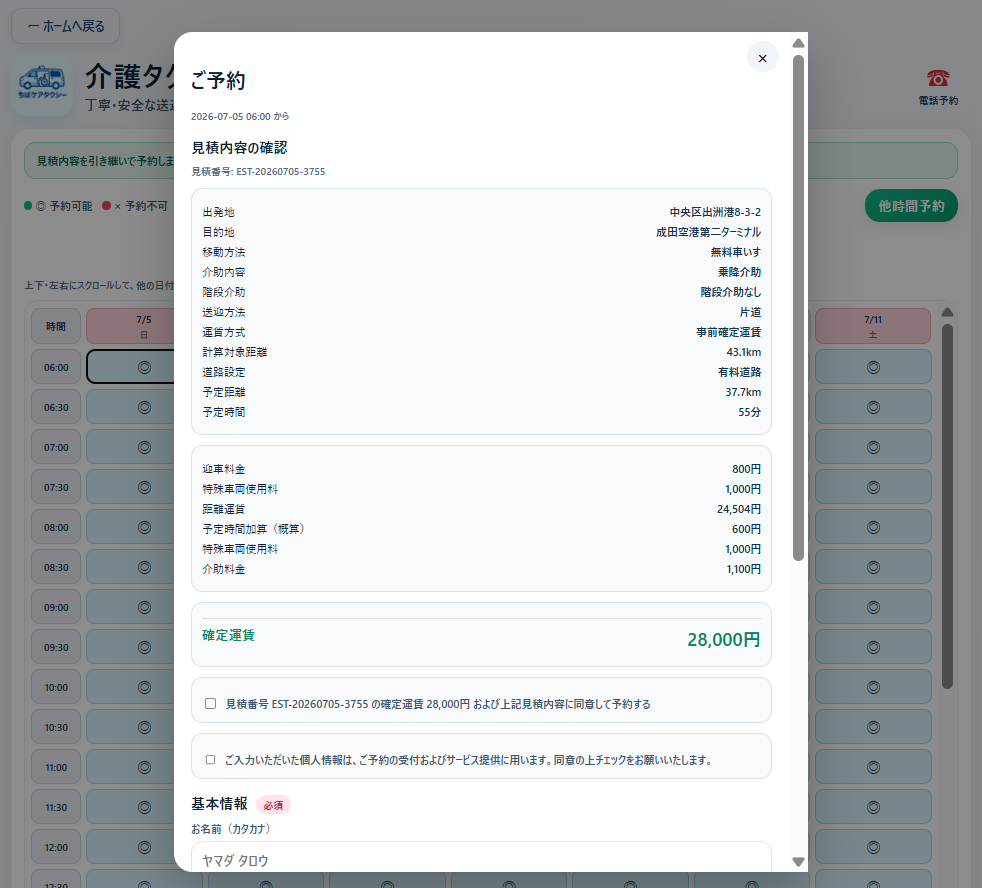 ← ホームへ戻る
ちばケアタクシー
介護タク
丁寧・安全な送迎
電話予約
見積内容を引き継いで予約しま
◎ 予約可能 × 予約不可
他時間予約
上下・左右にスクロールして、他の日付
時間 7/5 日 7/11 土
06:00 ◎ ◎
06:30 ◎ ◎
07:00 ◎ ◎
07:30 ◎ ◎
08:00 ◎ ◎
08:30 ◎ ◎
09:00 ◎ ◎
09:30 ◎ ◎
10:00 ◎ ◎
10:30 ◎ ◎
11:00 ◎ ◎
11:30 ◎ ◎
12:00 ◎ ◎
12:30 ◎ ◎ ◎ ◎ ◎ ◎ ◎
×
ご予約
2026-07-05 06:00 から
見積内容の確認
見積番号: EST-20260705-3755
出発地 中央区出洲港8-3-2
目的地 成田空港第二ターミナル
移動方法 無料車いす
介助内容 乗降介助
階段介助 階段介助なし
送迎方法 片道
運賃方式 事前確定運賃
計算対象距離 43.1km
道路設定 有料道路
予定距離 37.7km
予定時間 55分
迎車料金 800円
特殊車両使用料 1,000円
距離運賃 24,504円
予定時間加算（概算） 600円
特殊車両使用料 1,000円
介助料金 1,100円
確定運賃 28,000円
見積番号 EST-20260705-3755 の確定運賃 28,000円 および上記見積内容に同意して予約する
ご入力いただいた個人情報は、ご予約の受付およびサービス提供に用います。同意の上チェックをお願いいたします。
基本情報 必須
お名前（カタカナ）
ヤマダ タロウ